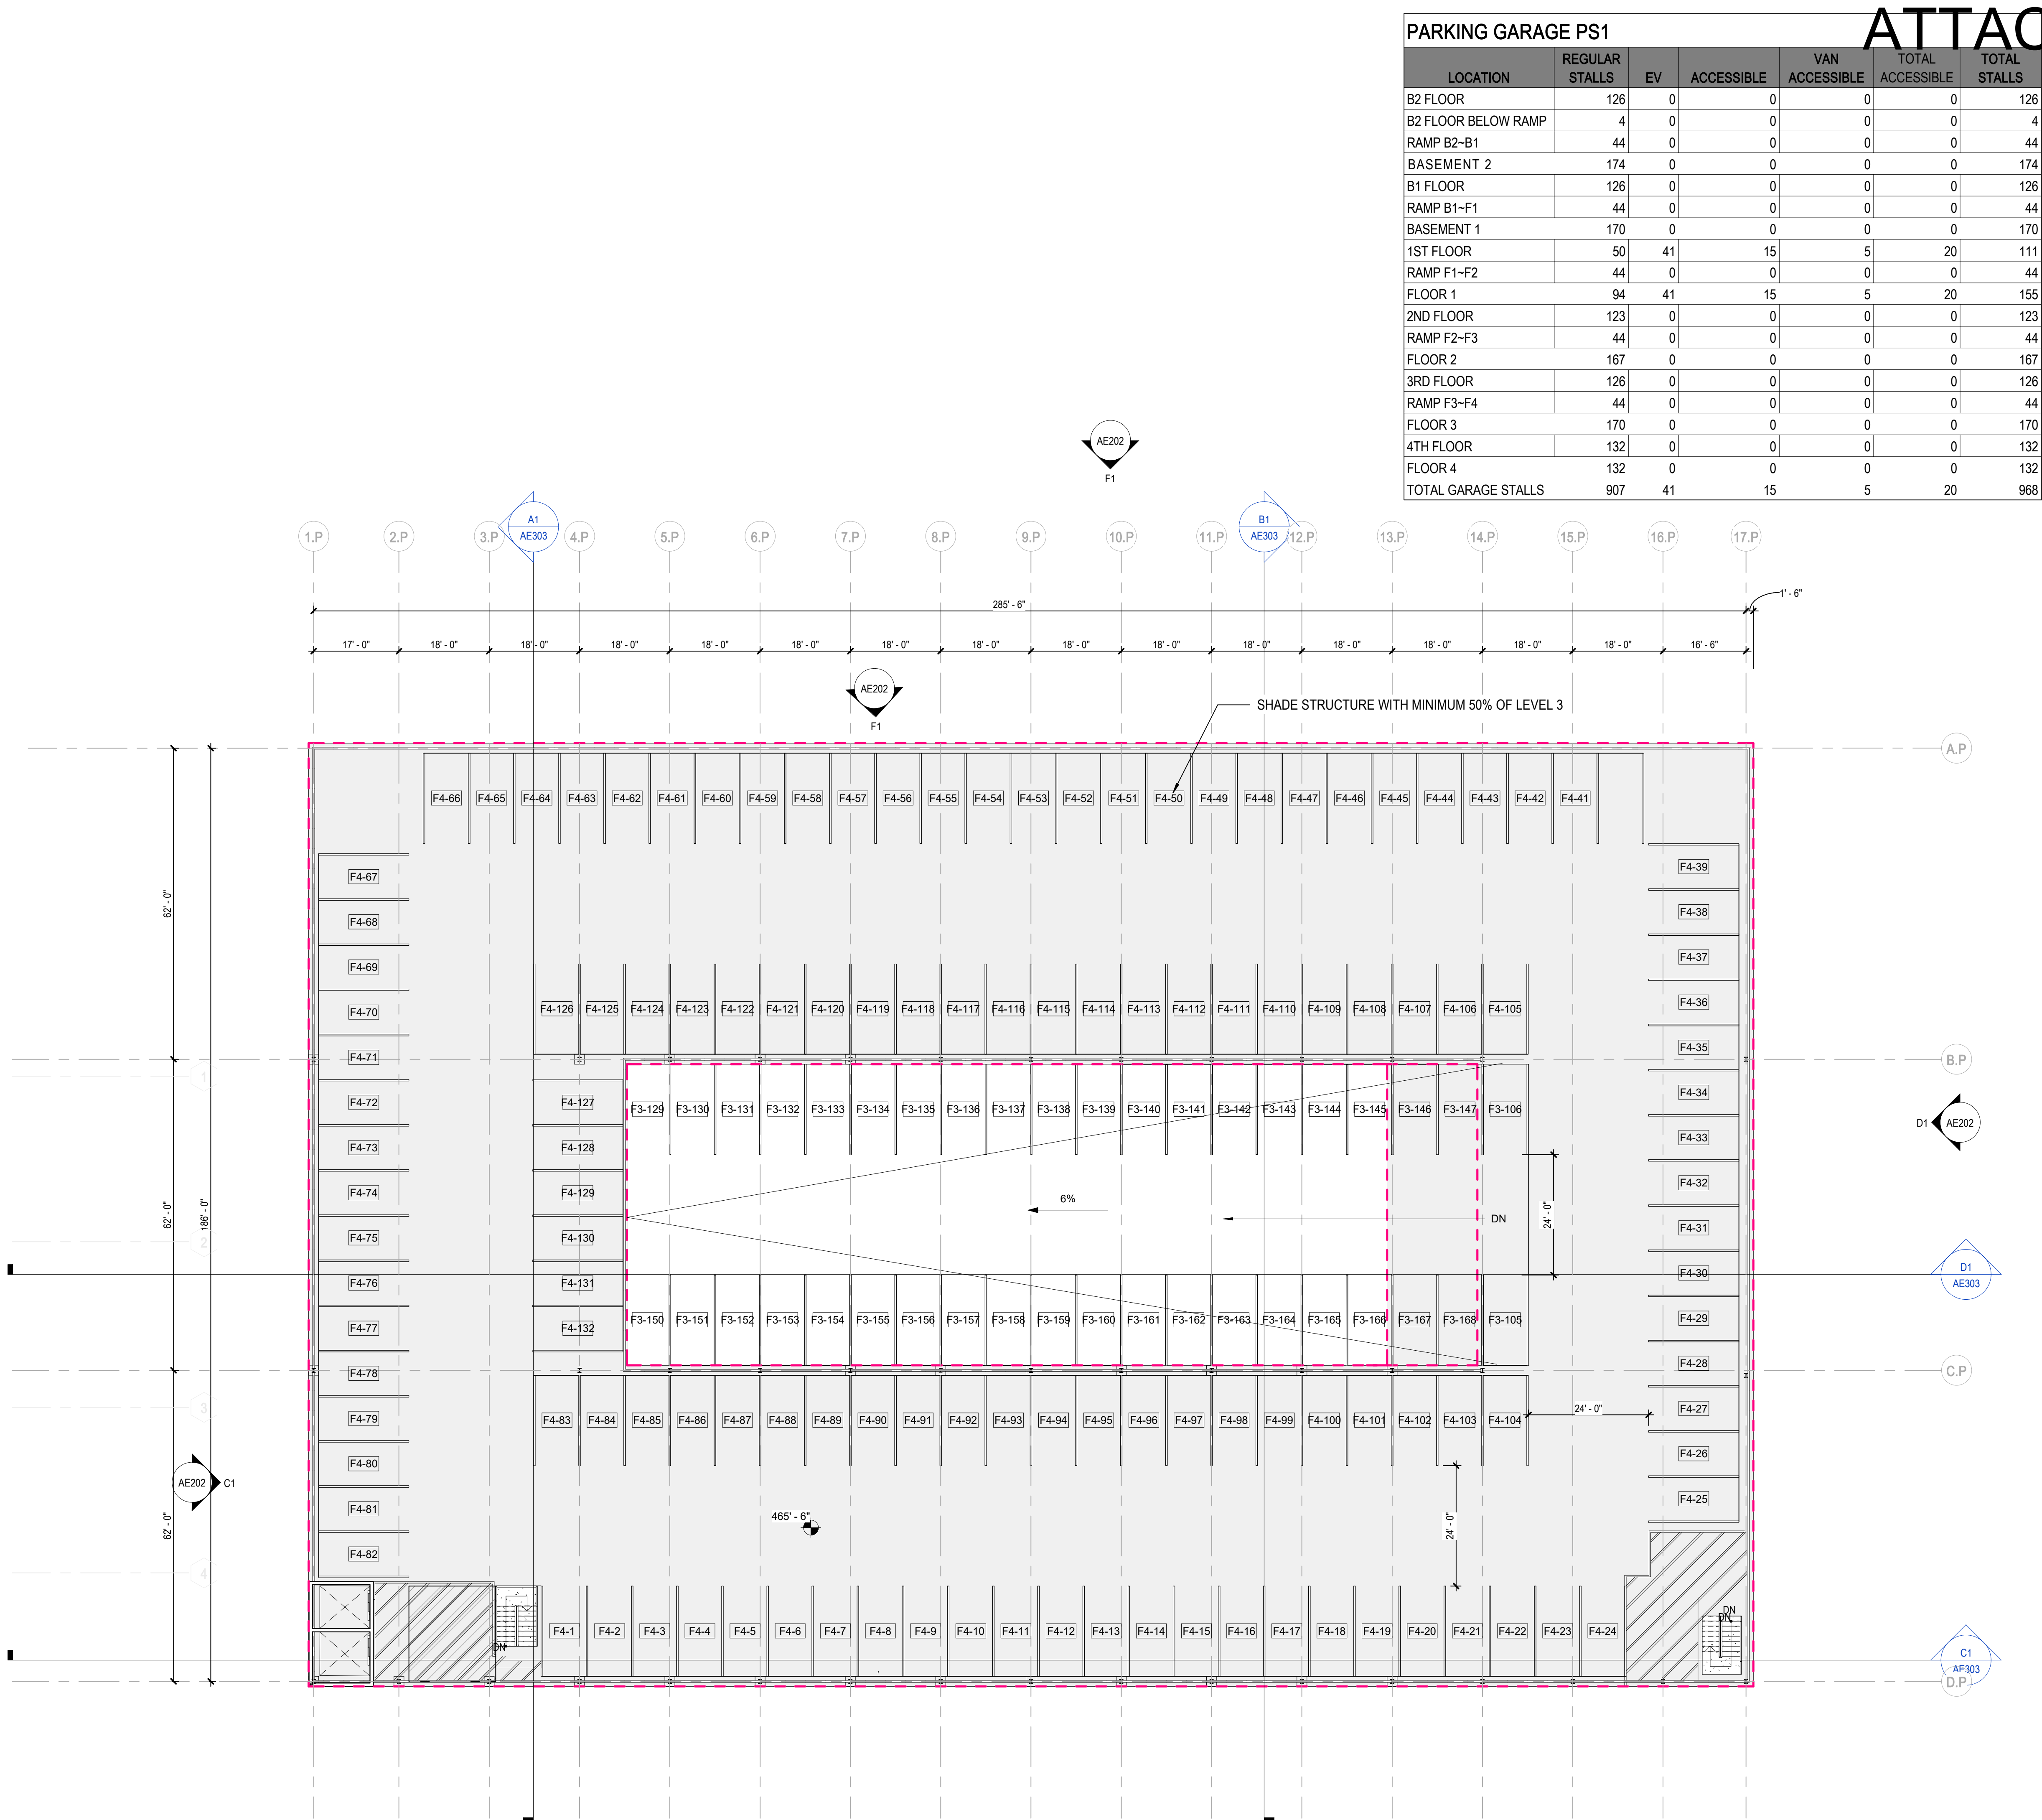 ATTAC
PARKING GARAGE PS1
LOCATION REGULAR STALLS EV ACCESSIBLE VAN ACCESSIBLE TOTAL ACCESSIBLE TOTAL STALLS
B2 FLOOR 126 0 0 0 0 126
B2 FLOOR BELOW RAMP 4 0 0 0 0 4
RAMP B2~B1 44 0 0 0 0 44
BASEMENT 2 174 0 0 0 0 174
B1 FLOOR 126 0 0 0 0 126
RAMP B1~F1 44 0 0 0 0 44
BASEMENT 1 170 0 0 0 0 170
1ST FLOOR 50 41 15 5 20 111
RAMP F1~F2 44 0 0 0 0 44
FLOOR 1 94 41 15 5 20 155
2ND FLOOR 123 0 0 0 0 123
RAMP F2~F3 44 0 0 0 0 44
FLOOR 2 167 0 0 0 0 167
3RD FLOOR 126 0 0 0 0 126
RAMP F3~F4 44 0 0 0 0 44
FLOOR 3 170 0 0 0 0 170
4TH FLOOR 132 0 0 0 0 132
FLOOR 4 132 0 0 0 0 132
TOTAL GARAGE STALLS 907 41 15 5 20 968
AE202
F1
A1
AE303
B1
AE303
1.P 2.P 3.P 4.P 5.P 6.P 7.P 8.P 9.P 10.P 11.P 12.P 13.P 14.P 15.P 16.P 17.P
285' - 6"
1' - 6"
17' - 0" 18' - 0" 18' - 0" 18' - 0" 18' - 0" 18' - 0" 18' - 0" 18' - 0" 18' - 0" 18' - 0" 18' - 0" 18' - 0" 18' - 0" 18' - 0" 18' - 0" 16' - 6"
AE202
F1
SHADE STRUCTURE WITH MINIMUM 50% OF LEVEL 3
A.P
F4-66 F4-65 F4-64 F4-63 F4-62 F4-61 F4-60 F4-59 F4-58 F4-57 F4-56 F4-55 F4-54 F4-53 F4-52 F4-51 F4-50 F4-49 F4-48 F4-47 F4-46 F4-45 F4-44 F4-43 F4-42 F4-41
F4-67
F4-68
F4-69
F4-70
F4-71
F4-72
F4-73
F4-74
F4-75
F4-76
F4-77
F4-78
F4-79
F4-80
F4-81
F4-82
F4-39
F4-38
F4-37
F4-36
F4-35
F4-34
F4-33
F4-32
F4-31
F4-30
F4-29
F4-28
F4-27
F4-26
F4-25
62' - 0"
62' - 0"
186' - 0"
62' - 0"
F4-126 F4-125 F4-124 F4-123 F4-122 F4-121 F4-120 F4-119 F4-118 F4-117 F4-116 F4-115 F4-114 F4-113 F4-112 F4-111 F4-110 F4-109 F4-108 F4-107 F4-106 F4-105
B.P
1
2
3
4
F4-127
F4-128
F4-129
F4-130
F4-131
F4-132
F3-129 F3-130 F3-131 F3-132 F3-133 F3-134 F3-135 F3-136 F3-137 F3-138 F3-139 F3-140 F3-141 F3-142 F3-143 F3-144 F3-145 F3-146 F3-147 F3-106
D1 AE202
6%
DN
24' - 0"
D1
AE303
F3-150 F3-151 F3-152 F3-153 F3-154 F3-155 F3-156 F3-157 F3-158 F3-159 F3-160 F3-161 F3-162 F3-163 F3-164 F3-165 F3-166 F3-167 F3-168 F3-105
C.P
F4-83 F4-84 F4-85 F4-86 F4-87 F4-88 F4-89 F4-90 F4-91 F4-92 F4-93 F4-94 F4-95 F4-96 F4-97 F4-98 F4-99 F4-100 F4-101 F4-102 F4-103 F4-104
24' - 0"
AE202 C1
465' - 6"
24' - 0"
DN
DN
DN
F4-1 F4-2 F4-3 F4-4 F4-5 F4-6 F4-7 F4-8 F4-9 F4-10 F4-11 F4-12 F4-13 F4-14 F4-15 F4-16 F4-17 F4-18 F4-19 F4-20 F4-21 F4-22 F4-23 F4-24
C1
AE303
D.P